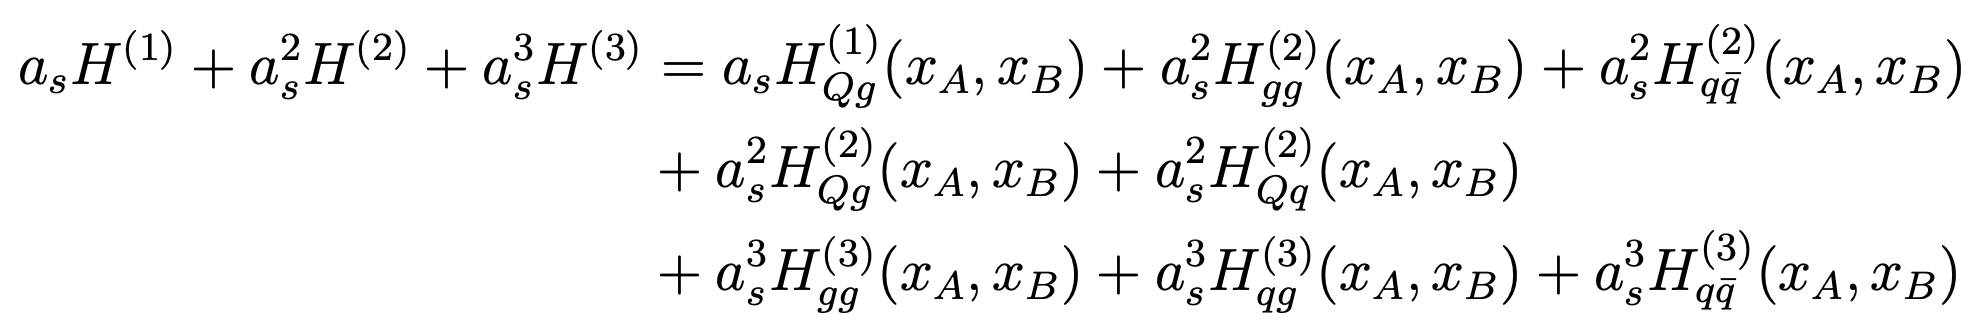 a_s H^{(1)} + a_s^2 H^{(2)} + a_s^3 H^{(3)} = a_s H_{Qg}^{(1)}(x_A, x_B) + a_s^2 H_{gg}^{(2)}(x_A, x_B) + a_s^2 H_{q\bar{q}}^{(2)}(x_A, x_B)
+ a_s^2 H_{Qg}^{(2)}(x_A, x_B) + a_s^2 H_{Qq}^{(2)}(x_A, x_B)
+ a_s^3 H_{gg}^{(3)}(x_A, x_B) + a_s^3 H_{qg}^{(3)}(x_A, x_B) + a_s^3 H_{q\bar{q}}^{(3)}(x_A, x_B)